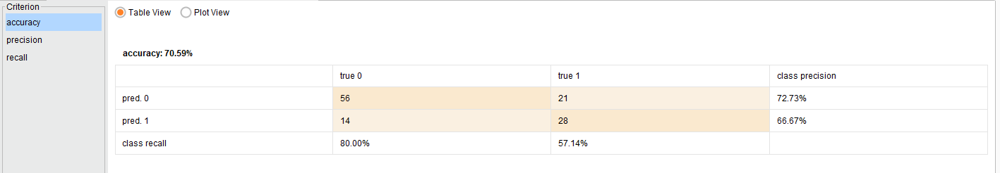 Criterion
accuracy
precision
recall
Table View Plot View
accuracy: 70.59%
true 0 true 1 class precision
pred. 0 56 21 72.73%
pred. 1 14 28 66.67%
class recall 80.00% 57.14%